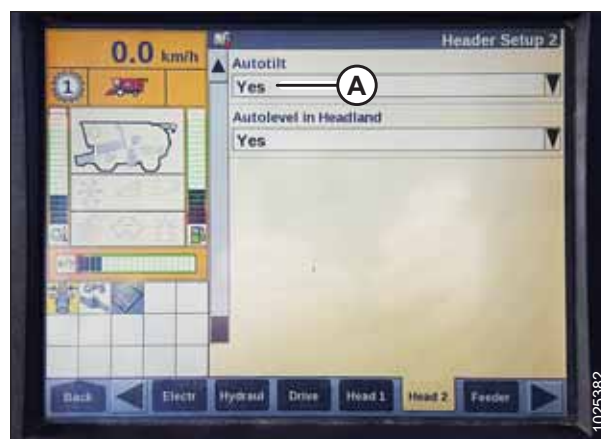 0.0 km/h
Header Setup 2
1
Autotilt
Yes
A
Autolevel in Headland
Yes
Back
Electr
Hydraul
Drive
Head 1
Head 2
Feeder
1025382